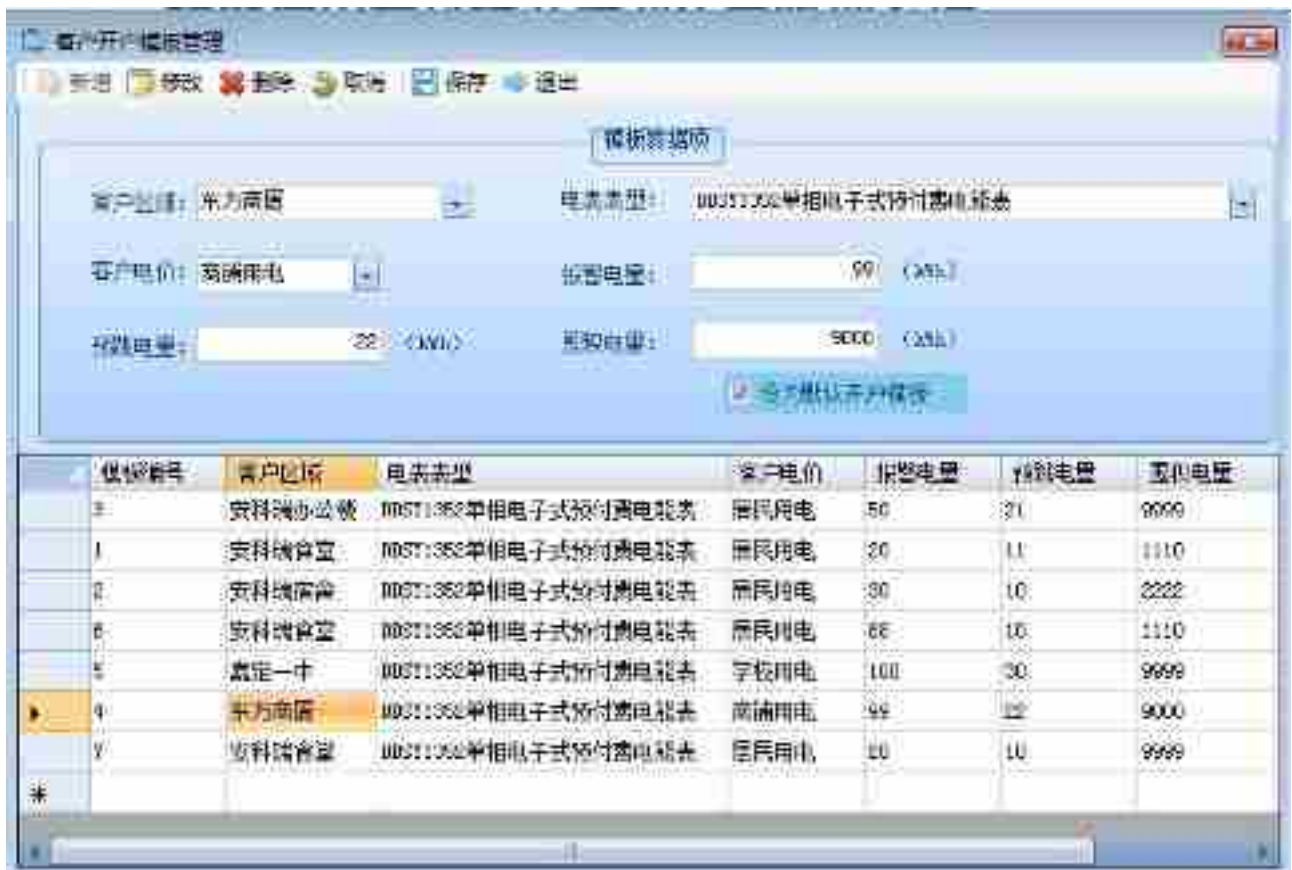 客户开户模板管理
新增 修改 删除 取消 保存 退出
模板数据项
客户区域: 东方商厦 电表表型: DDSY1352单相电子式预付费电能表
客户电价: 商铺用电 报警电量: 99 (kWh)
预跳电量: 22 (kWh) 囤积电量: 9000 (kWh)
设为默认开户模板
模板编号 客户区域 电表表型 客户电价 报警电量 预跳电量 囤积电量
3 安科瑞办公楼 DDSY1352单相电子式预付费电能表 居民用电 50 21 9999
1 安科瑞食堂 DDSY1352单相电子式预付费电能表 居民用电 20 11 1110
2 安科瑞宿舍 DDSY1352单相电子式预付费电能表 居民用电 30 10 2222
6 安科瑞食堂 DDSY1352单相电子式预付费电能表 居民用电 10 1110
5 嘉定一中 DDSY1352单相电子式预付费电能表 学校用电 100 30 9999
4 东方商厦 DDSY1352单相电子式预付费电能表 商铺用电 99 22 9000
7 安科瑞食堂 DDSY1352单相电子式预付费电能表 居民用电 10 9999